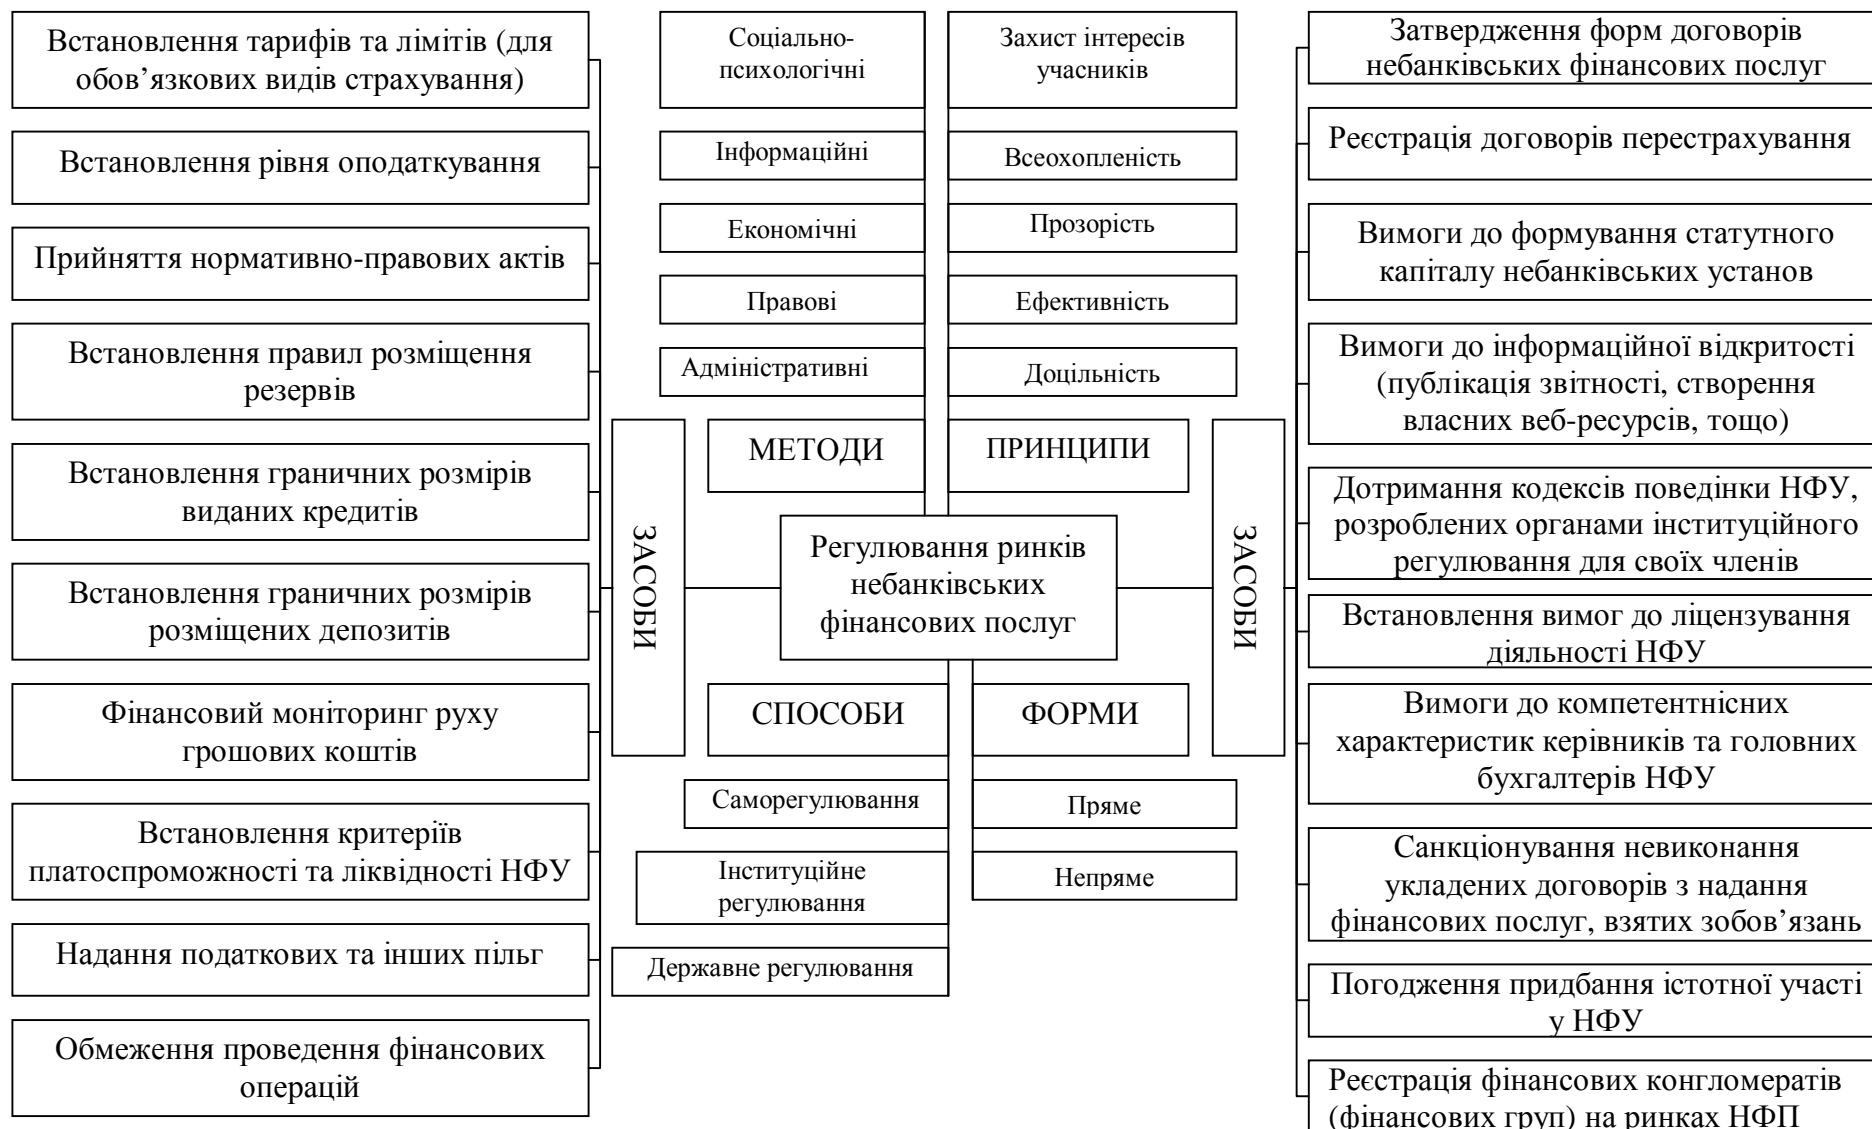 Встановлення тарифів та лімітів (для
обов’язкових видів страхування)
Встановлення рівня оподаткування
Прийняття нормативно-правових актів
Встановлення правил розміщення
резервів
Встановлення граничних розмірів
виданих кредитів
Встановлення граничних розмірів
розміщених депозитів
Фінансовий моніторинг руху
грошових коштів
Встановлення критеріїв
платоспроможності та ліквідності НФУ
Надання податкових та інших пільг
Обмеження проведення фінансових
операцій
ЗАСОБИ
Соціально-
психологічні
Інформаційні
Економічні
Правові
Адміністративні
МЕТОДИ
Захист інтересів
учасників
Всеохопленість
Прозорість
Ефективність
Доцільність
ПРИНЦИПИ
Регулювання ринків
небанківських
фінансових послуг
СПОСОБИ
Саморегулювання
Інституційне
регулювання
Державне регулювання
ФОРМИ
Пряме
Непряме
ЗАСОБИ
Затвердження форм договорів
небанківських фінансових послуг
Реєстрація договорів перестрахування
Вимоги до формування статутного
капіталу небанківських установ
Вимоги до інформаційної відкритості
(публікація звітності, створення
власних веб-ресурсів, тощо)
Дотримання кодексів поведінки НФУ,
розроблених органами інституційного
регулювання для своїх членів
Встановлення вимог до ліцензування
діяльності НФУ
Вимоги до компетентнісних
характеристик керівників та головних
бухгалтерів НФУ
Санкціонування невиконання
укладених договорів з надання
фінансових послуг, взятих зобов’язань
Погодження придбання істотної участі
у НФУ
Реєстрація фінансових конгломератів
(фінансових груп) на ринках НФП